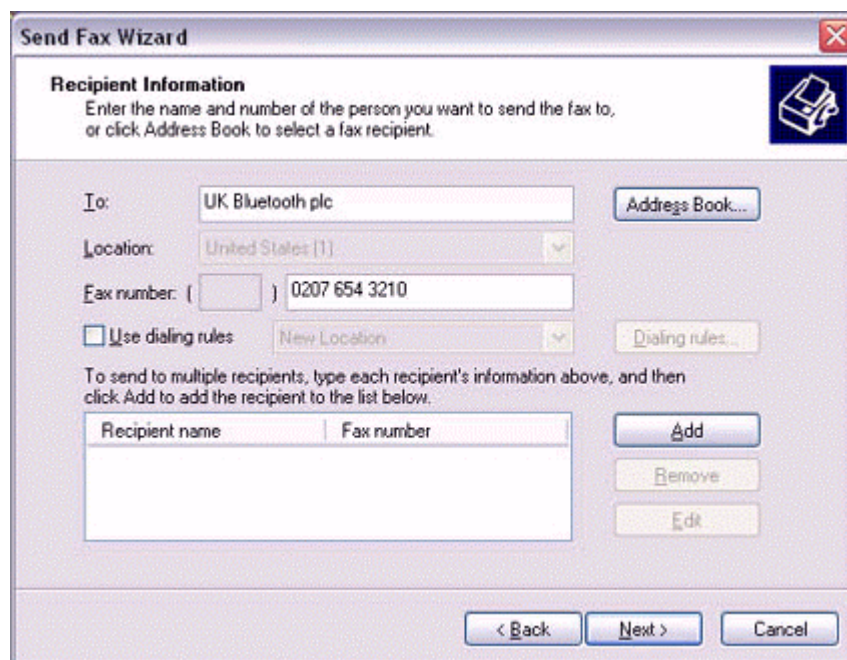 Send Fax Wizard
Recipient Information
Enter the name and number of the person you want to send the fax to,
or click Address Book to select a fax recipient.
To: UK Bluetooth plc Address Book...
Location: United States (1)
Fax number: ( ) 0207 654 3210
Use dialing rules New Location Dialing rules...
To send to multiple recipients, type each recipient's information above, and then
click Add to add the recipient to the list below.
Recipient name Fax number Add
Remove
Edit
< Back Next > Cancel